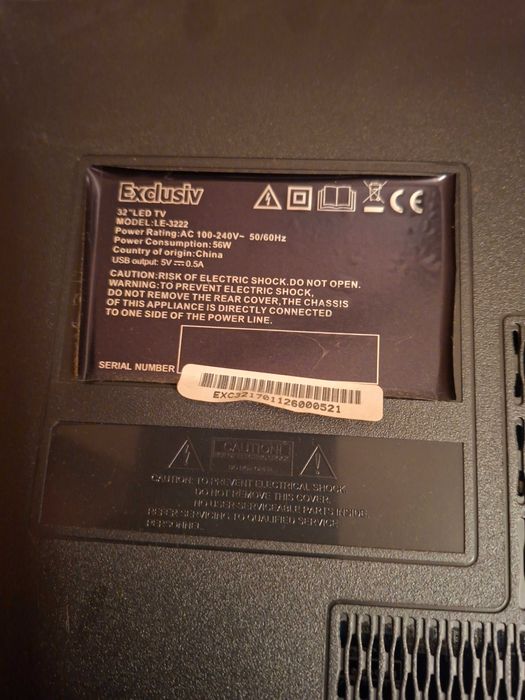 Exclusiv
32"LED TV
MODEL:LE-3222
Power Rating:AC 100-240V~ 50/60Hz
Power Consumption:56W
Country of origin:China
USB output: 5V⎓0.5A
CAUTION:RISK OF ELECTRIC SHOCK.DO NOT OPEN.
WARNING: TO PREVENT ELECTRIC SHOCK,
DO NOT REMOVE THE REAR COVER,THE CHASSIS
OF THIS APPLIANCE IS DIRECTLY CONNECTED
TO ONE SIDE OF THE POWER LINE.
SERIAL NUMBER
EXC321701126000521
CAUTION!
CAUTION: TO PREVENT ELECTRICAL SHOCK
DO NOT REMOVE THIS COVER.
NO USER SERVICEABLE PARTS INSIDE.
REFER SERVICING TO QUALIFIED SERVICE
PERSONNEL.